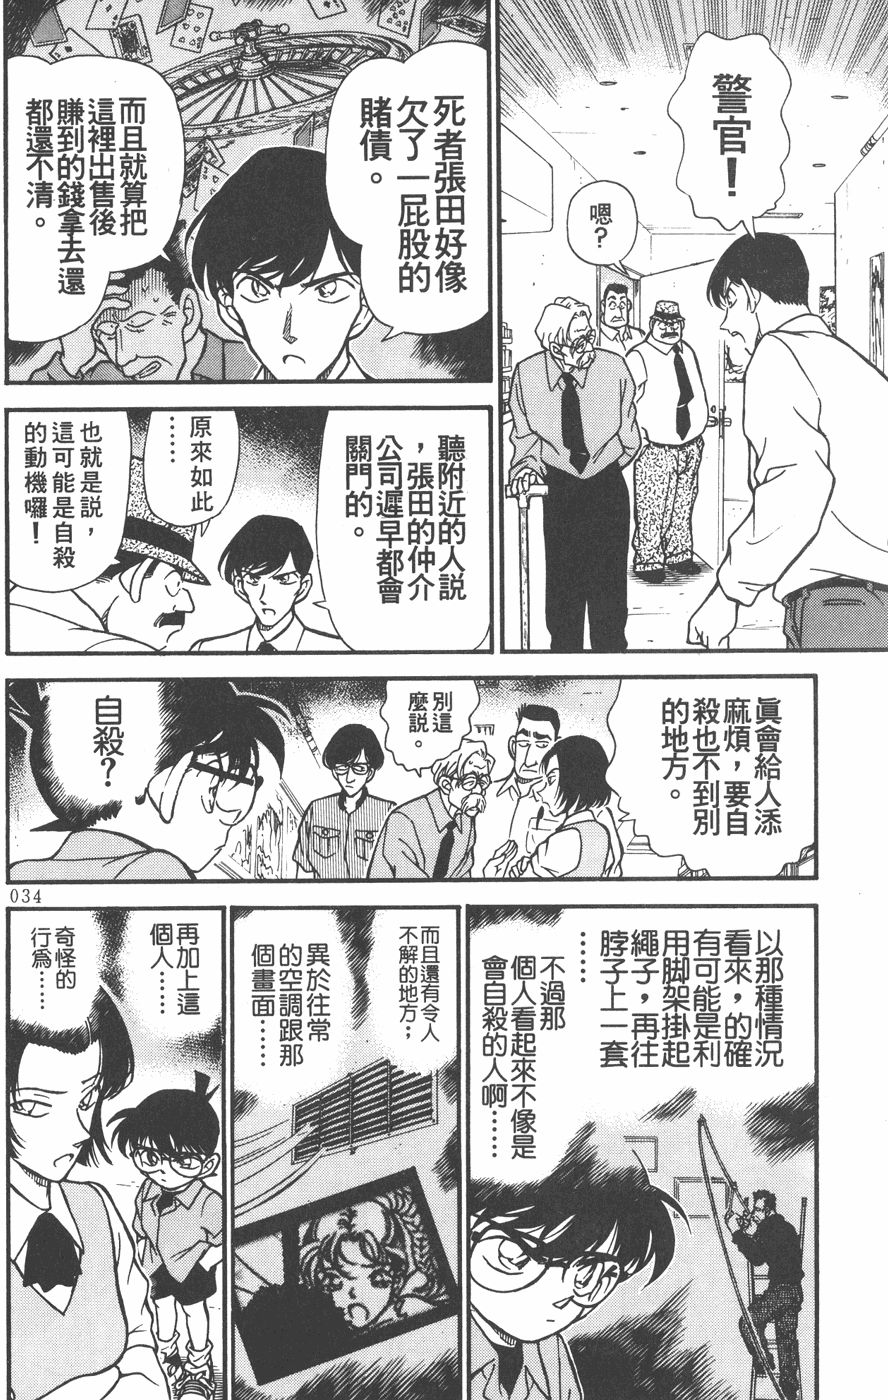 警官！
嗯？
死者張田好像
欠了一屁股的
賭債。
而且就算把
這裡出售後
賺到的錢拿去還
都還不清。
聽附近的人説
，張田的仲介
公司遲早都會
關門的。
原來如此
……
也就是説，
這可能是自殺
的動機囉！
眞會給人添
麻煩，要自
殺也不到別
的地方。
別這
麼説。
自殺？
034
以那種情況
看來，的確
有可能是利
用脚架掛起
繩子，再往
脖子上一套
……
不過那
個人看起來不像是
會自殺的人啊……
而且還有令人
不解的地方；
異於往常
的空調跟那
個畫面……
再加上這
個人……
奇怪的
行爲……